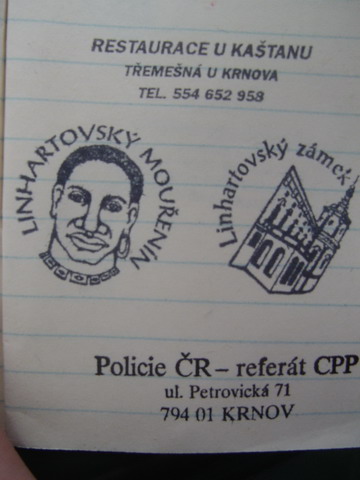 RESTAURACE U KAŠTANU
TŘEMEŠNÁ U KRNOVA
TEL. 554 652 958
LINHARTOVSKÝ MOUŘENÍN
Linhartovský zámek
Policie ČR – referát CPP
ul. Petrovická 71
794 01 KRNOV